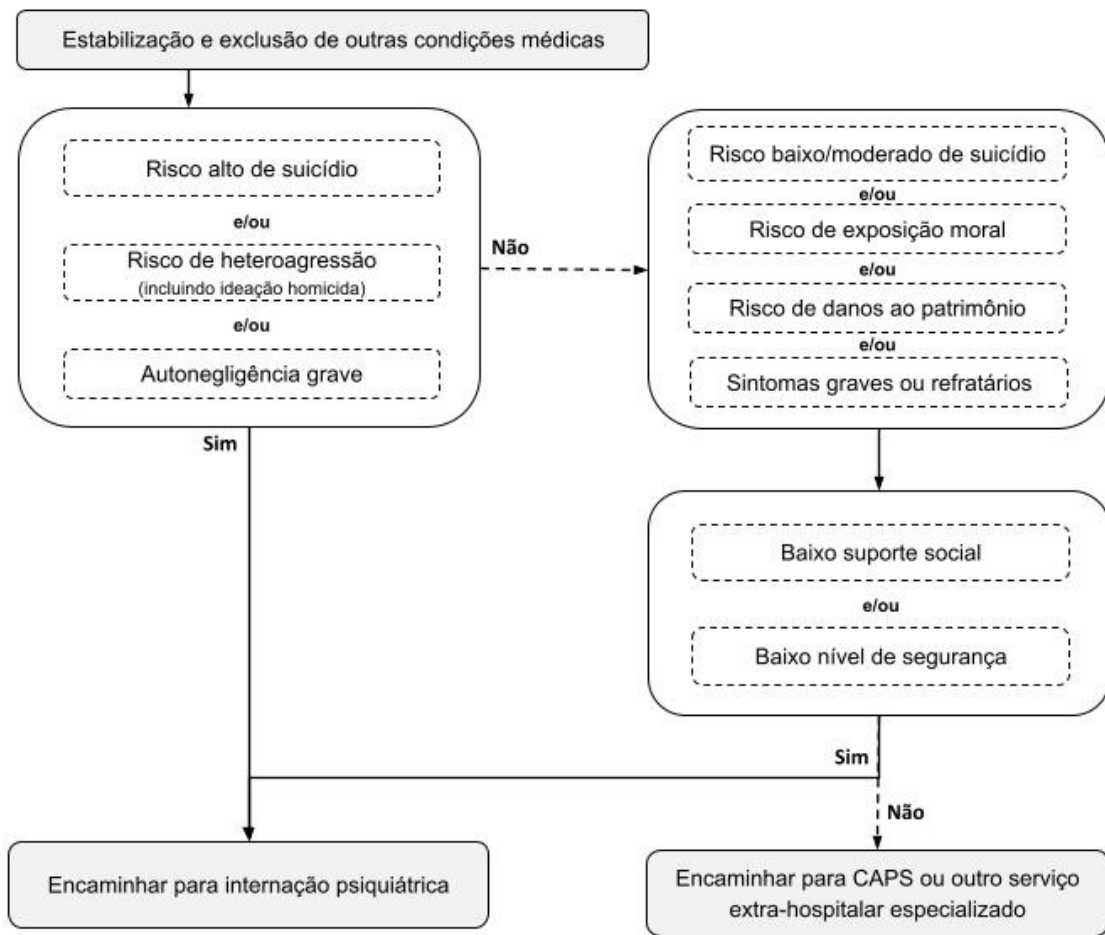 Estabilização e exclusão de outras condições médicas
Risco alto de suicídio
e/ou
Risco de heteroagressão
(incluindo ideação homicida)
e/ou
Autonegligência grave
Não
Risco baixo/moderado de suicídio
e/ou
Risco de exposição moral
e/ou
Risco de danos ao patrimônio
e/ou
Sintomas graves ou refratários
Sim
Baixo suporte social
e/ou
Baixo nível de segurança
Sim
Não
Encaminhar para internação psiquiátrica
Encaminhar para CAPS ou outro serviço
extra-hospitalar especializado